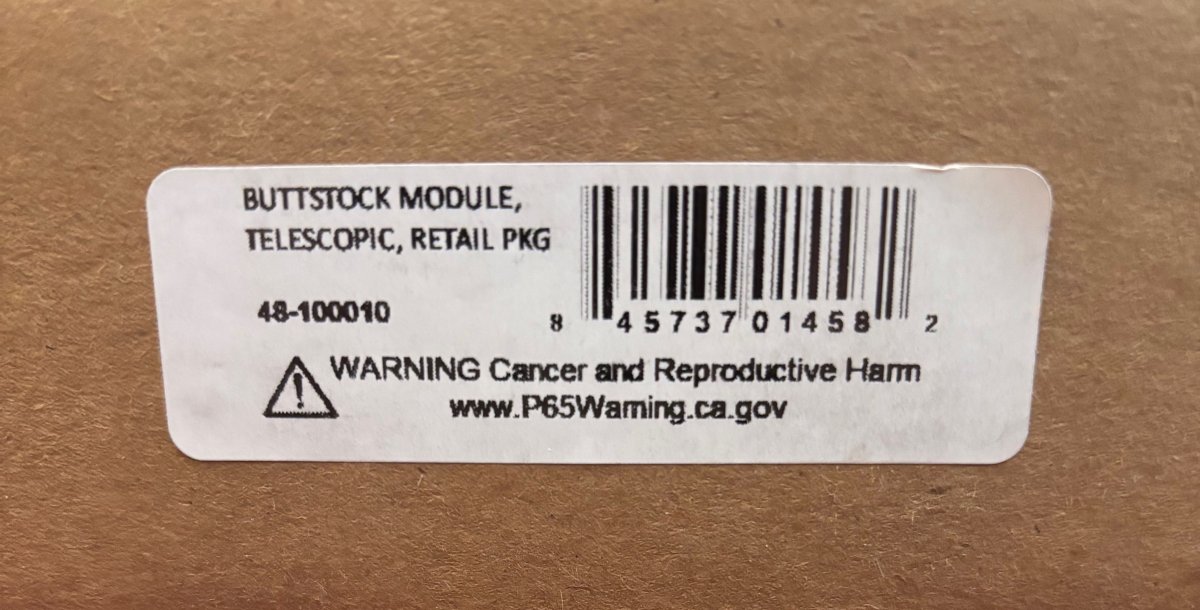 BUTTSTOCK MODULE,
TELESCOPIC, RETAIL PKG
48-100010
8 45737 01458 2
WARNING Cancer and Reproductive Harm
www.P65Warning.ca.gov